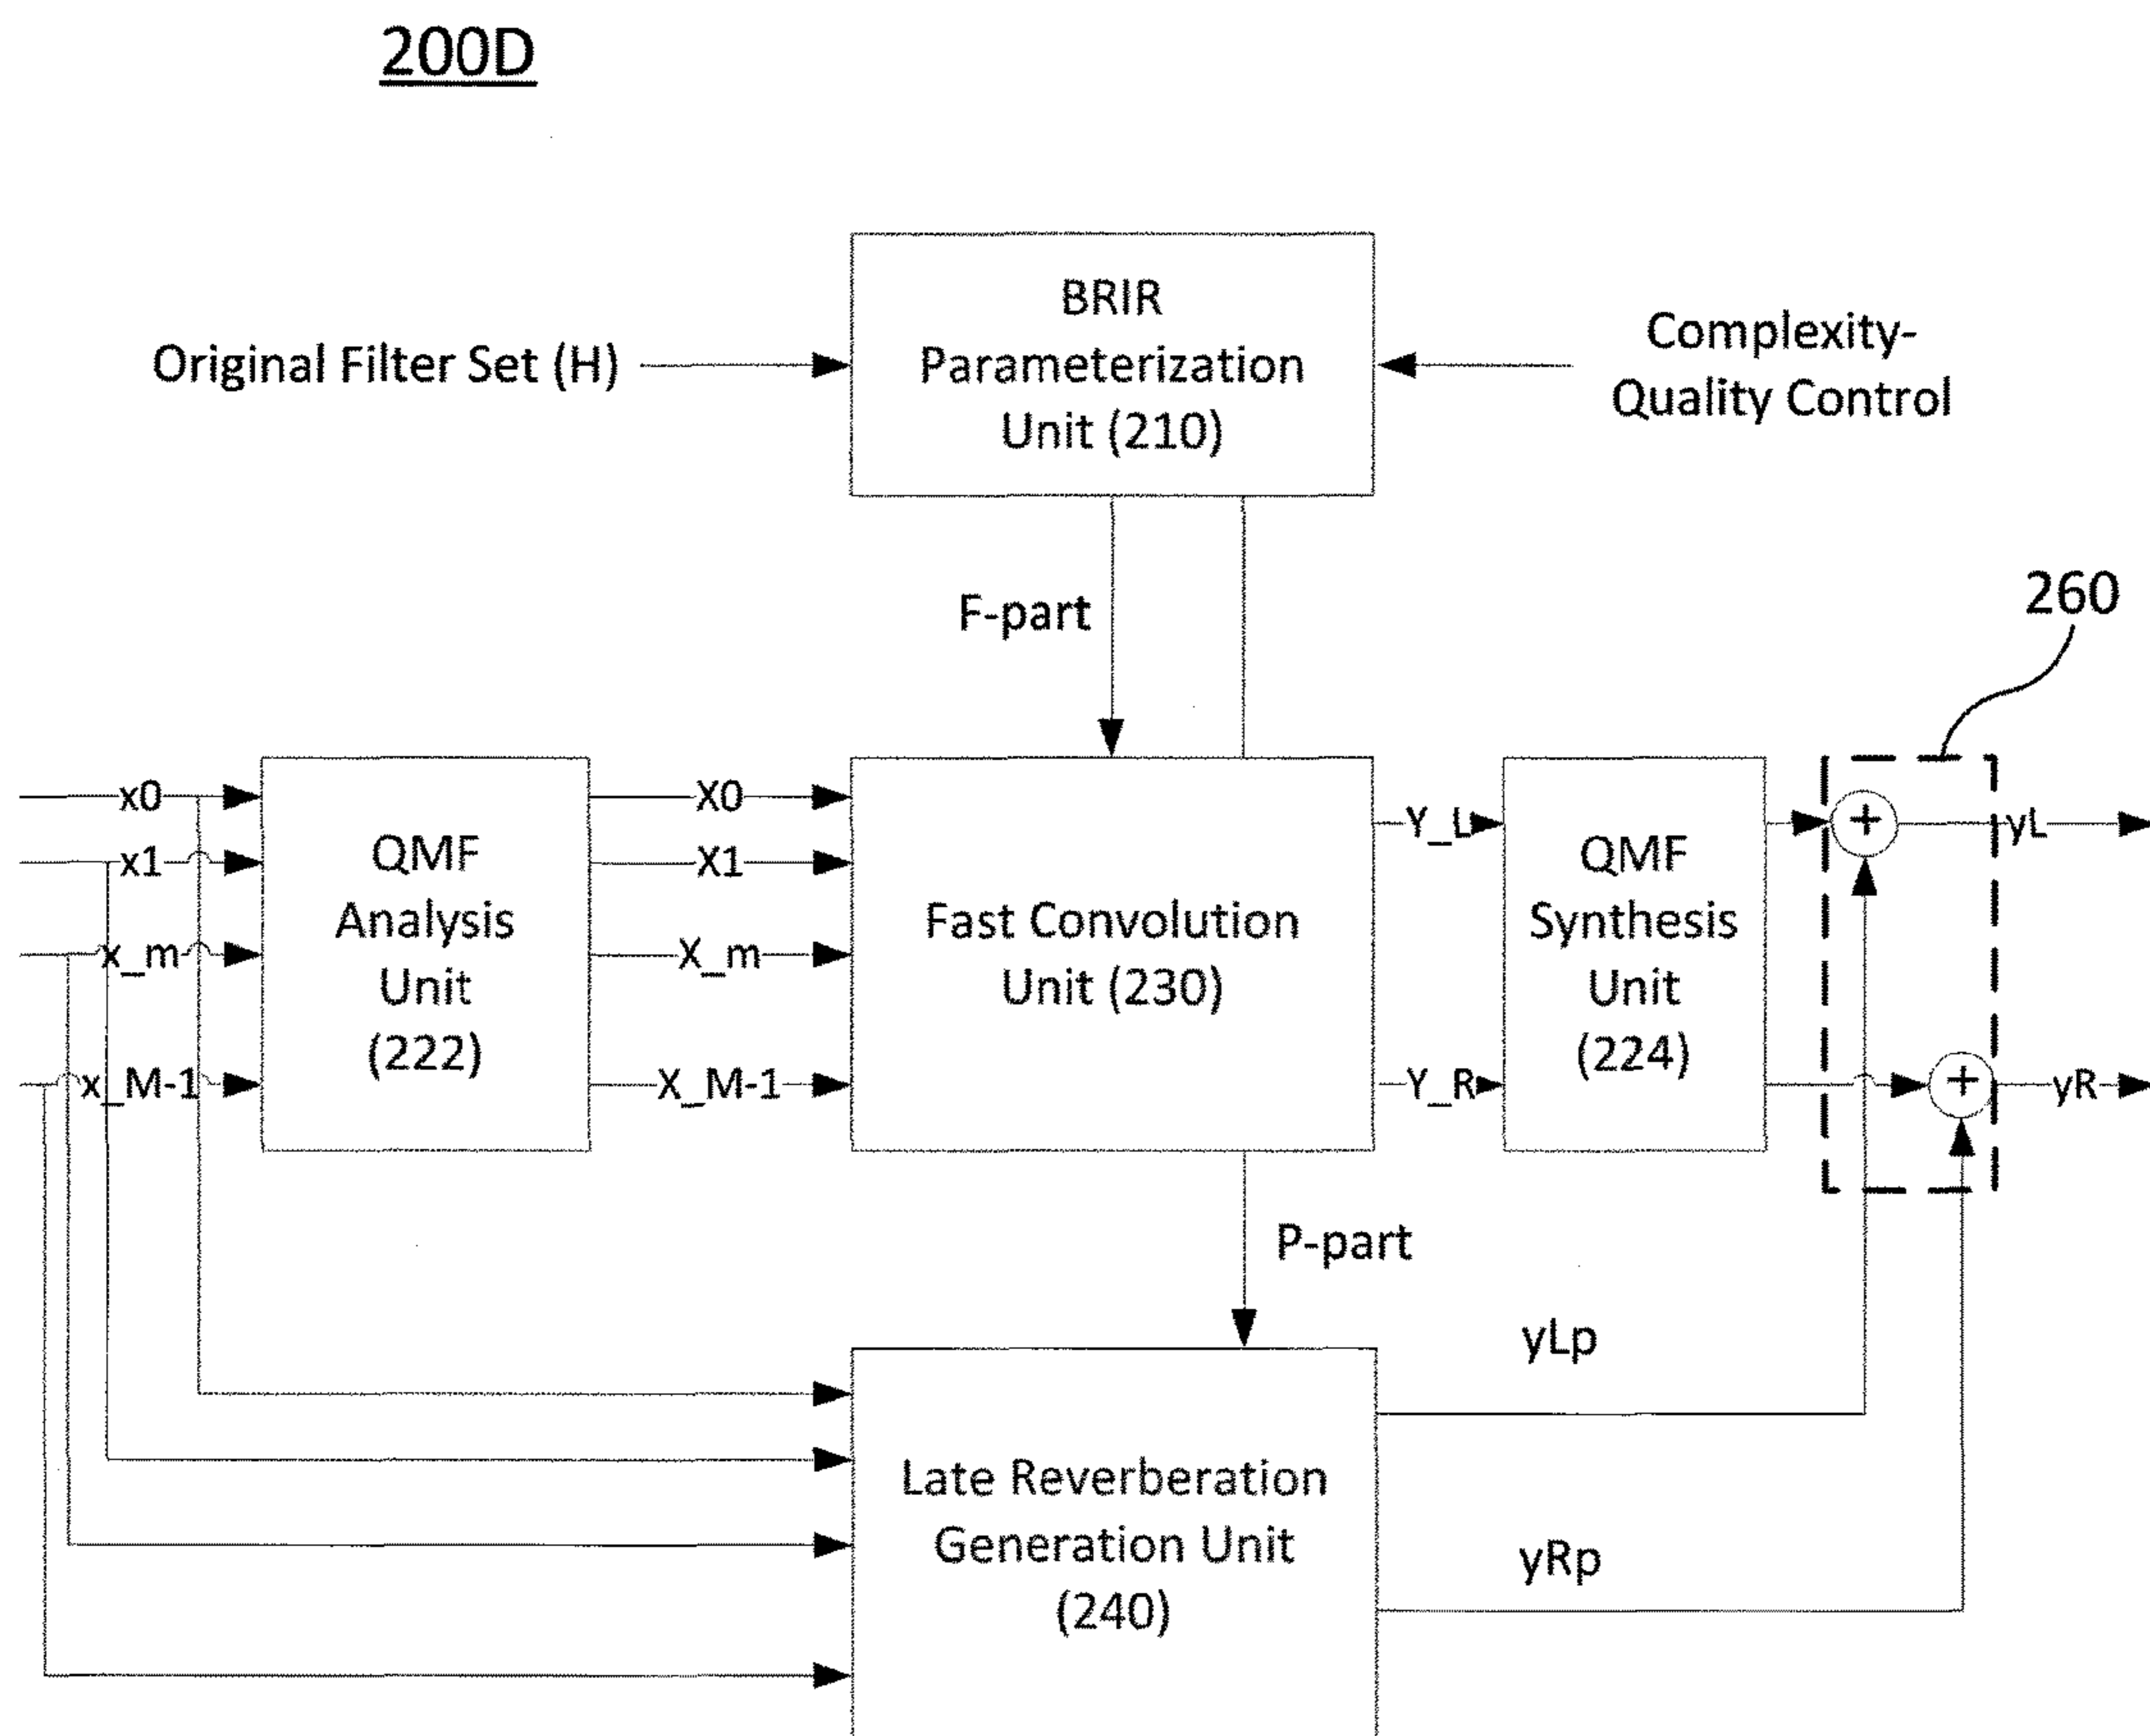 200D
BRIR
Parameterization
Unit (210)
Original Filter Set (H)
Complexity-
Quality Control
F-part
260
x0
x1
x_m
x_M-1
QMF
Analysis
Unit
(222)
X0
X1
X_m
X_M-1
Fast Convolution
Unit (230)
Y_L
Y_R
QMF
Synthesis
Unit
(224)
+
+
yL
yR
P-part
yLp
yRp
Late Reverberation
Generation Unit
(240)